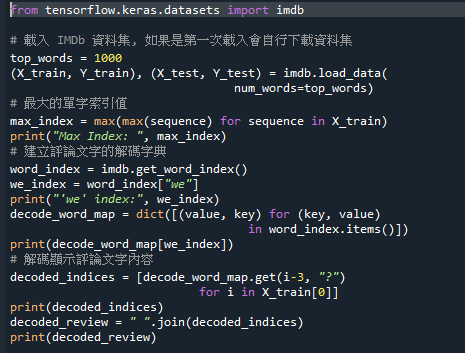 from tensorflow.keras.datasets import imdb
# 載入 IMDb 資料集, 如果是第一次載入會自行下載資料集
top_words = 1000
(X_train, Y_train), (X_test, Y_test) = imdb.load_data(
num_words=top_words)
# 最大的單字索引值
max_index = max(max(sequence) for sequence in X_train)
print("Max Index: ", max_index)
# 建立評論文字的解碼字典
word_index = imdb.get_word_index()
we_index = word_index["we"]
print("'we' index:", we_index)
decode_word_map = dict([(value, key) for (key, value)
in word_index.items()])
print(decode_word_map[we_index])
# 解碼顯示評論文字內容
decoded_indices = [decode_word_map.get(i-3, "?")
for i in X_train[0]]
print(decoded_indices)
decoded_review = " ".join(decoded_indices)
print(decoded_review)